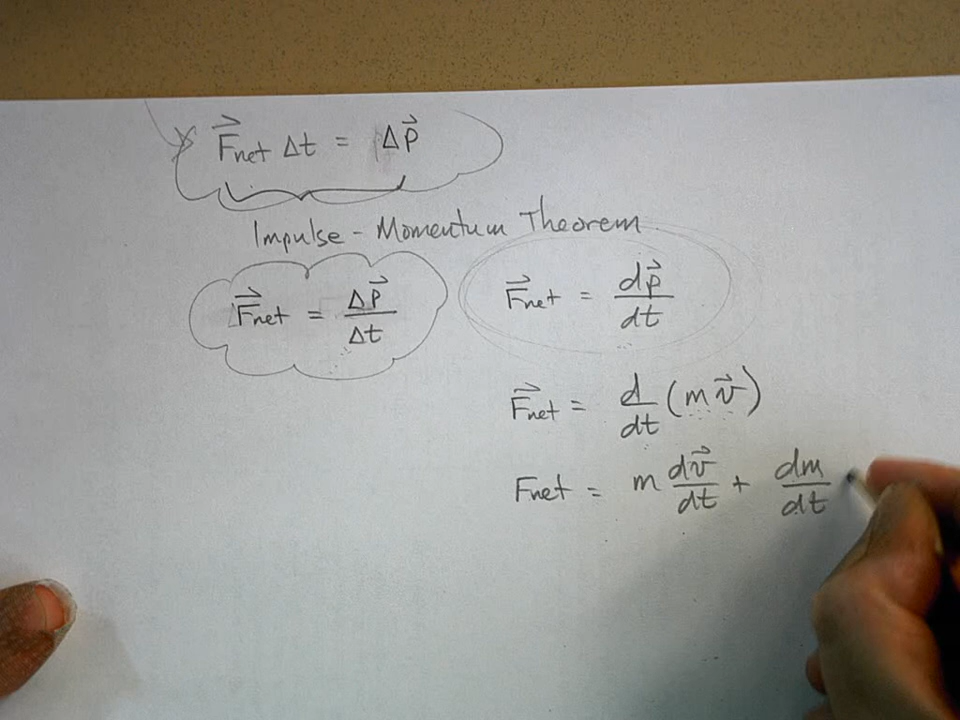 F⃗net Δt = Δp⃗
Impulse - Momentum Theorem
F⃗net = Δp⃗/Δt
F⃗net = dp⃗/dt
F⃗net = d/dt (mv⃗)
Fnet = m dv⃗/dt + dm/dt